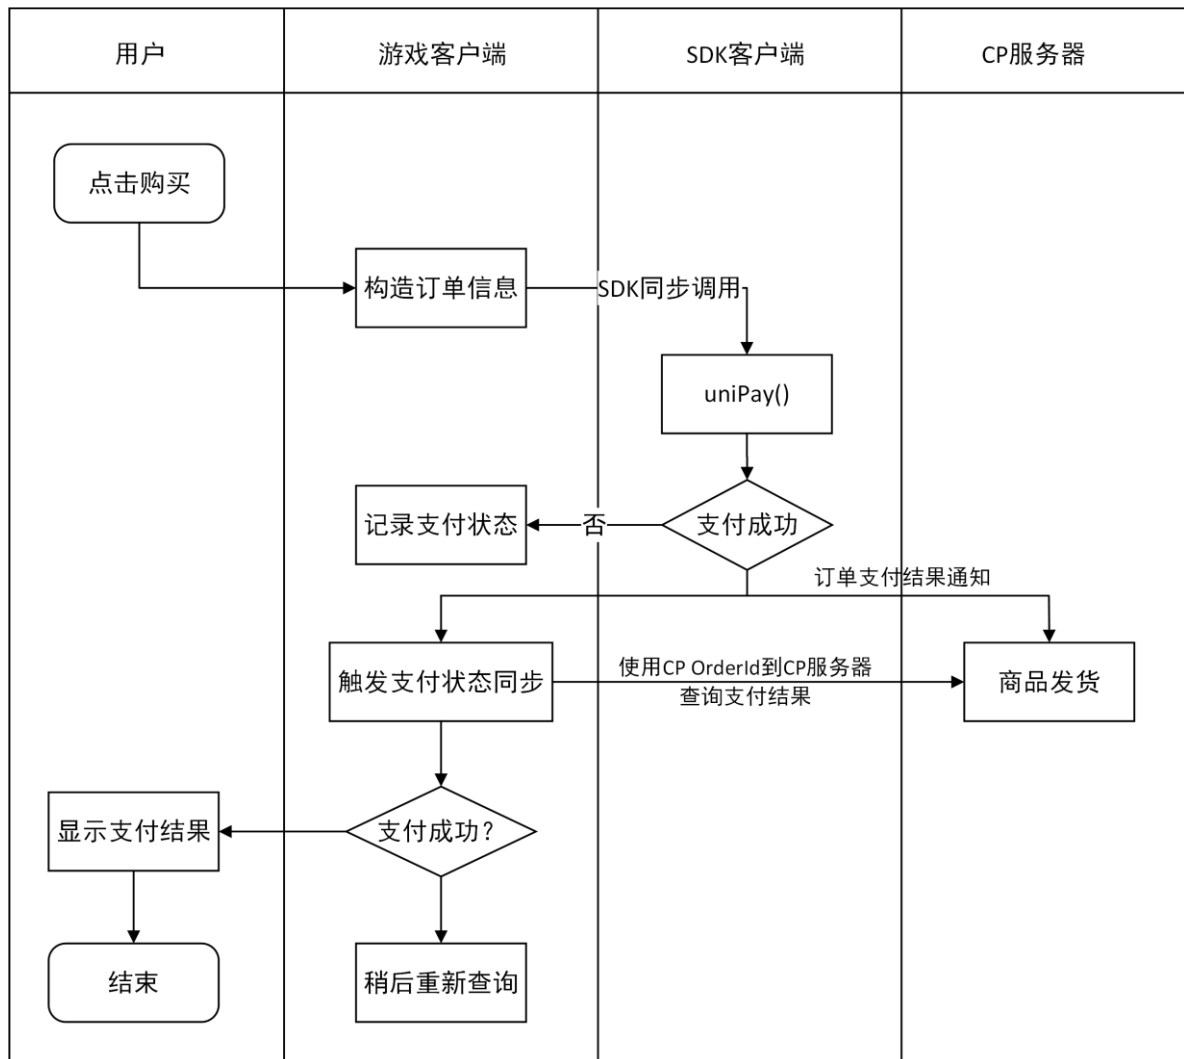 用户
游戏客户端
SDK客户端
CP服务器
点击购买
构造订单信息
SDK同步调用
uniPay()
记录支付状态
否
支付成功
订单支付结果通知
触发支付状态同步
使用CP OrderId到CP服务器
查询支付结果
商品发货
显示支付结果
支付成功？
结束
稍后重新查询